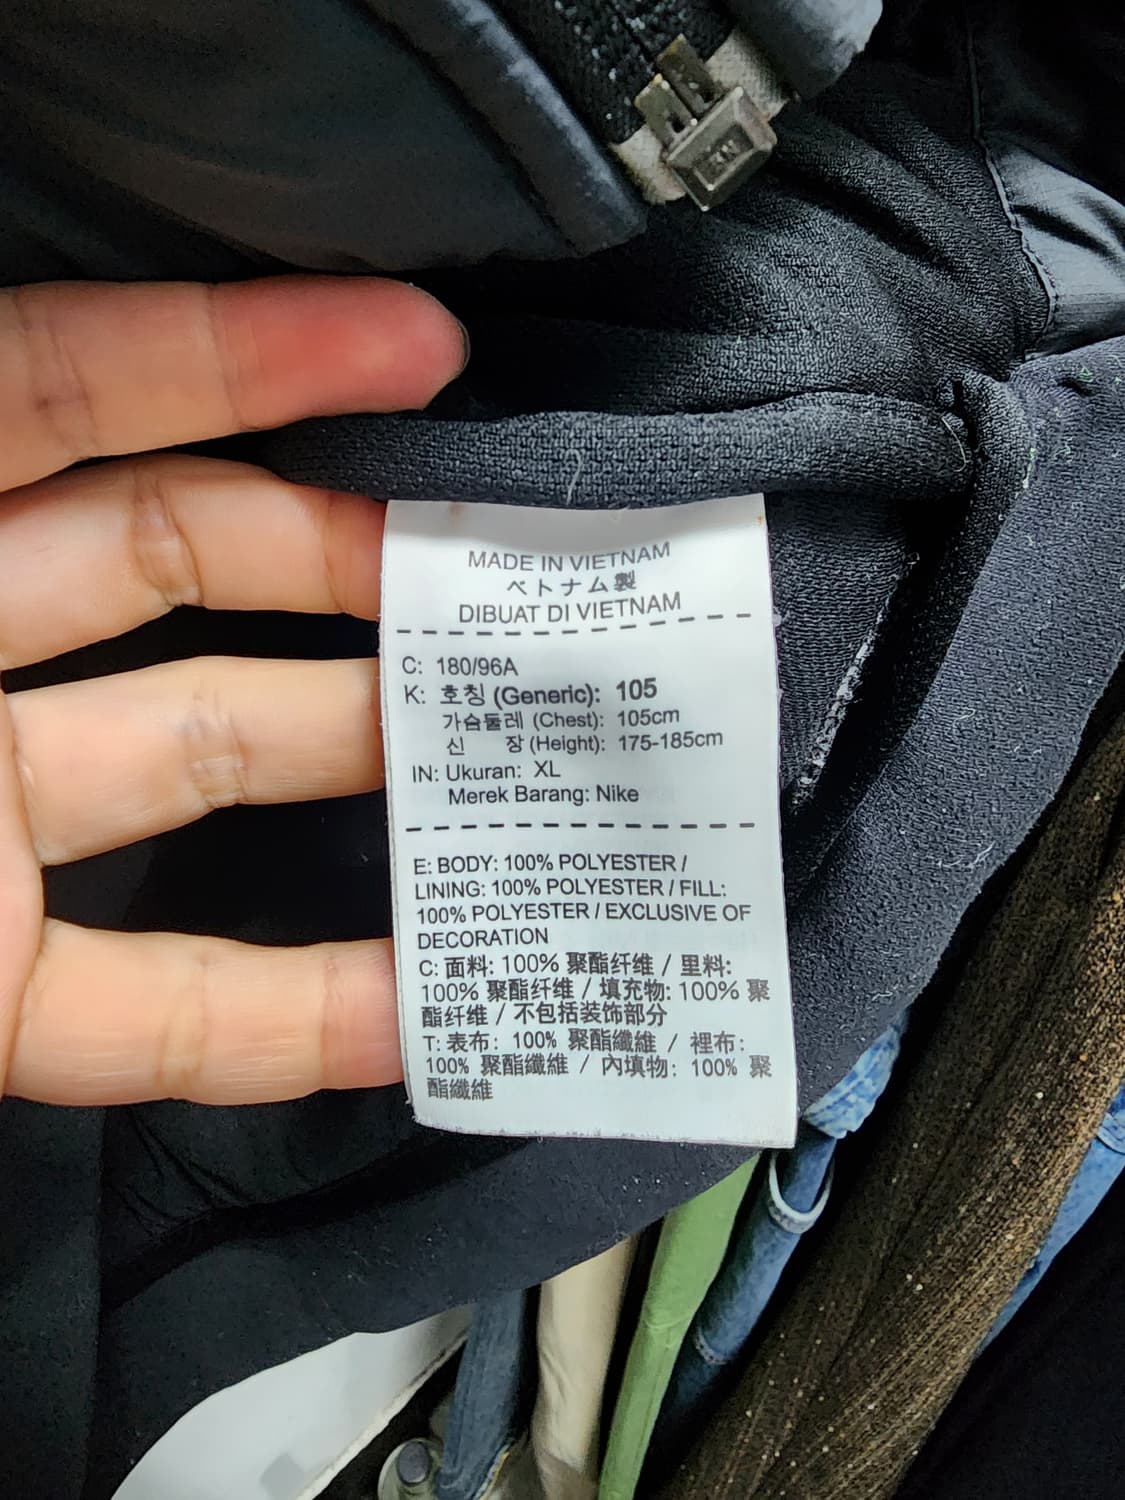 MADE IN VIETNAM
ベトナム製
DIBUAT DI VIETNAM
C: 180/96A
K: 호칭 (Generic): 105
가슴둘레 (Chest): 105cm
신 장 (Height): 175-185cm
IN: Ukuran: XL
Merek Barang: Nike
E: BODY: 100% POLYESTER /
LINING: 100% POLYESTER / FILL:
100% POLYESTER / EXCLUSIVE OF
DECORATION
C: 面料: 100% 聚酯纤维 / 里料:
100% 聚酯纤维 / 填充物: 100% 聚
酯纤维 / 不包括装饰部分
T: 表布: 100% 聚酯纖維 / 裡布:
100% 聚酯纖維 / 內填物: 100% 聚
酯纖維